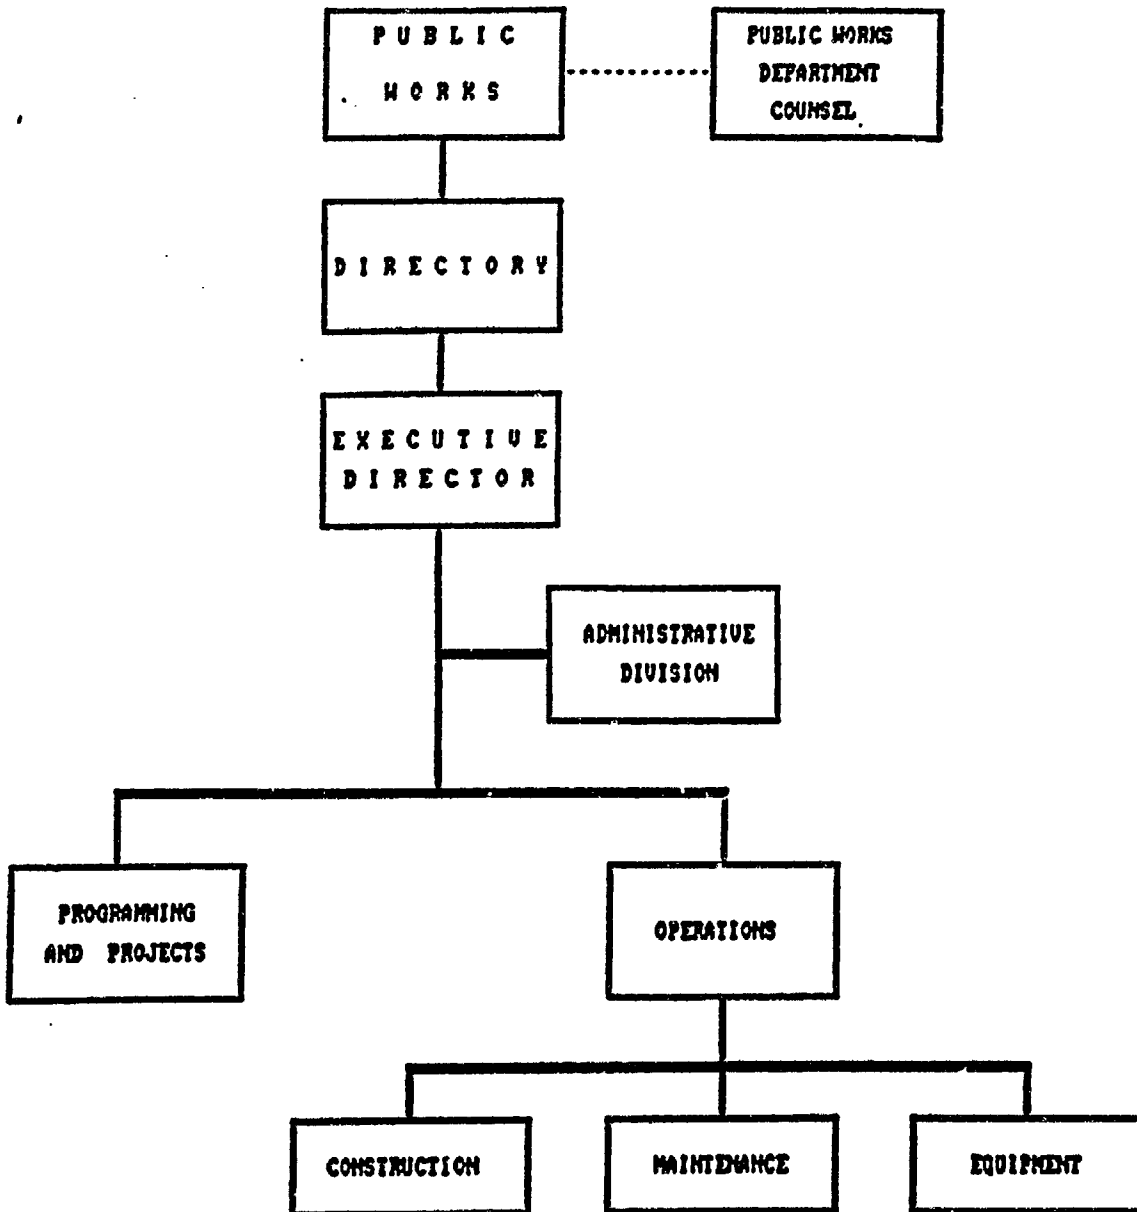 PUBLIC
WORKS
PUBLIC WORKS
DEPARTMENT
COUNSEL
DIRECTORY
EXECUTIVE
DIRECTOR
ADMINISTRATIVE
DIVISION
PROGRAMMING
AND PROJECTS
OPERATIONS
CONSTRUCTION
MAINTENANCE
EQUIPMENT